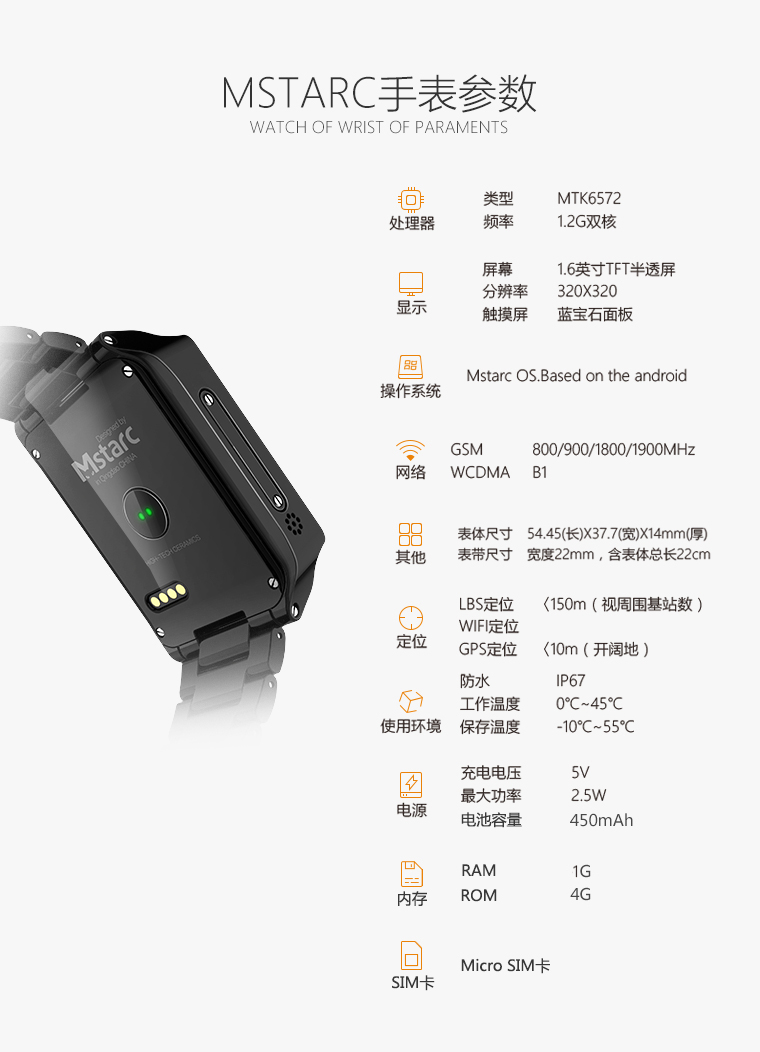 MSTARC手表参数
WATCH OF WRIST OF PARAMENTS
处理器
类型 MTK6572
频率 1.2G双核
显示
屏幕 1.6英寸TFT半透屏
分辨率 320X320
触摸屏 蓝宝石面板
操作系统
Mstarc OS.Based on the android
网络
GSM 800/900/1800/1900MHz
WCDMA B1
其他
表体尺寸 54.45(长)X37.7(宽)X14mm(厚)
表带尺寸 宽度22mm，含表体总长22cm
定位
LBS定位 〈150m（视周围基站数）
WIFI定位
GPS定位 〈10m（开阔地）
使用环境
防水 IP67
工作温度 0℃~45℃
保存温度 -10℃~55℃
电源
充电电压 5V
最大功率 2.5W
电池容量 450mAh
内存
RAM 1G
ROM 4G
SIM卡
Micro SIM卡
Designed by
Mstarc
in Qingdao CHINA
HIGH-TECH CERAMICS